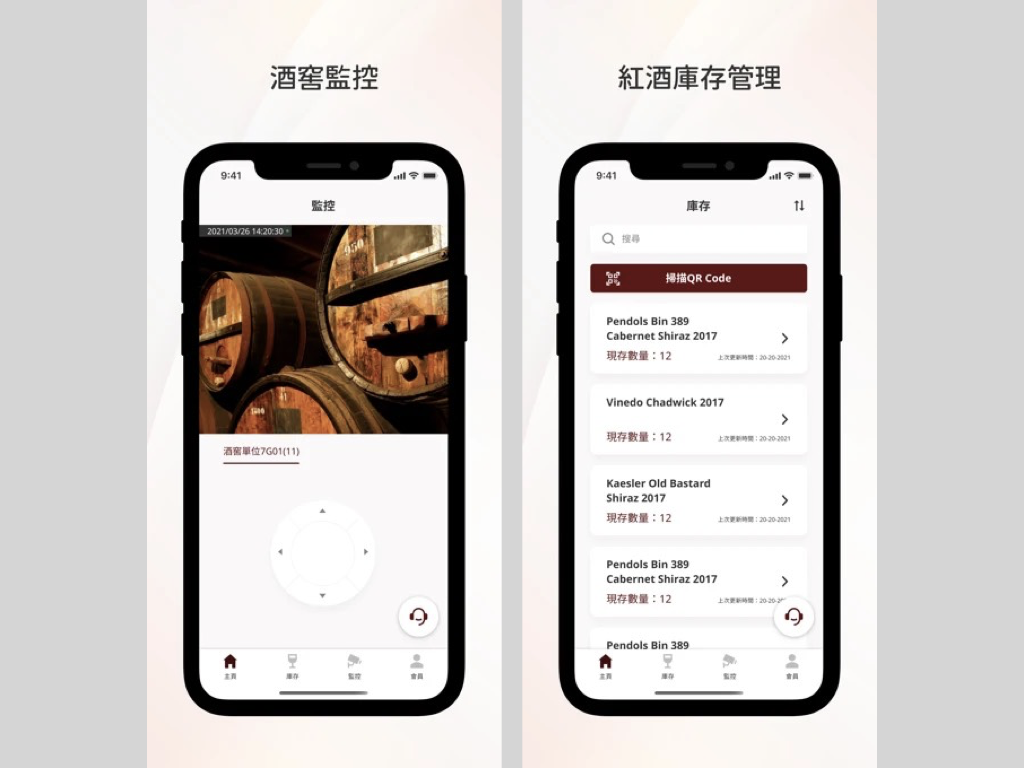 酒窖監控
9:41
監控
2021/03/26 14:20:30
酒窖單位7G01(11)
主頁
庫存
監控
會員
紅酒庫存管理
9:41
庫存
搜尋
掃描QR Code
Pendols Bin 389
Cabernet Shiraz 2017
現存數量：12
上次更新時間：20-20-2021
Vinedo Chadwick 2017
現存數量：12
上次更新時間：20-20-2021
Kaesler Old Bastard
Shiraz 2017
現存數量：12
上次更新時間：20-20-2021
Pendols Bin 389
Cabernet Shiraz 2017
現存數量：12
上次更新時間：20-20-20
Pendols Bin 389
主頁
庫存
監控
會員